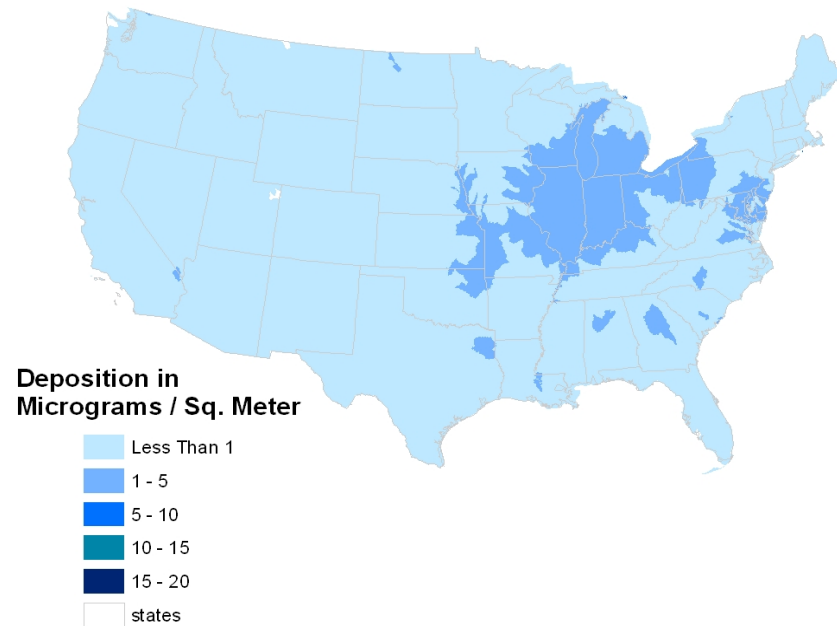 Deposition in
Micrograms / Sq. Meter
Less Than 1
1 - 5
5 - 10
10 - 15
15 - 20
states